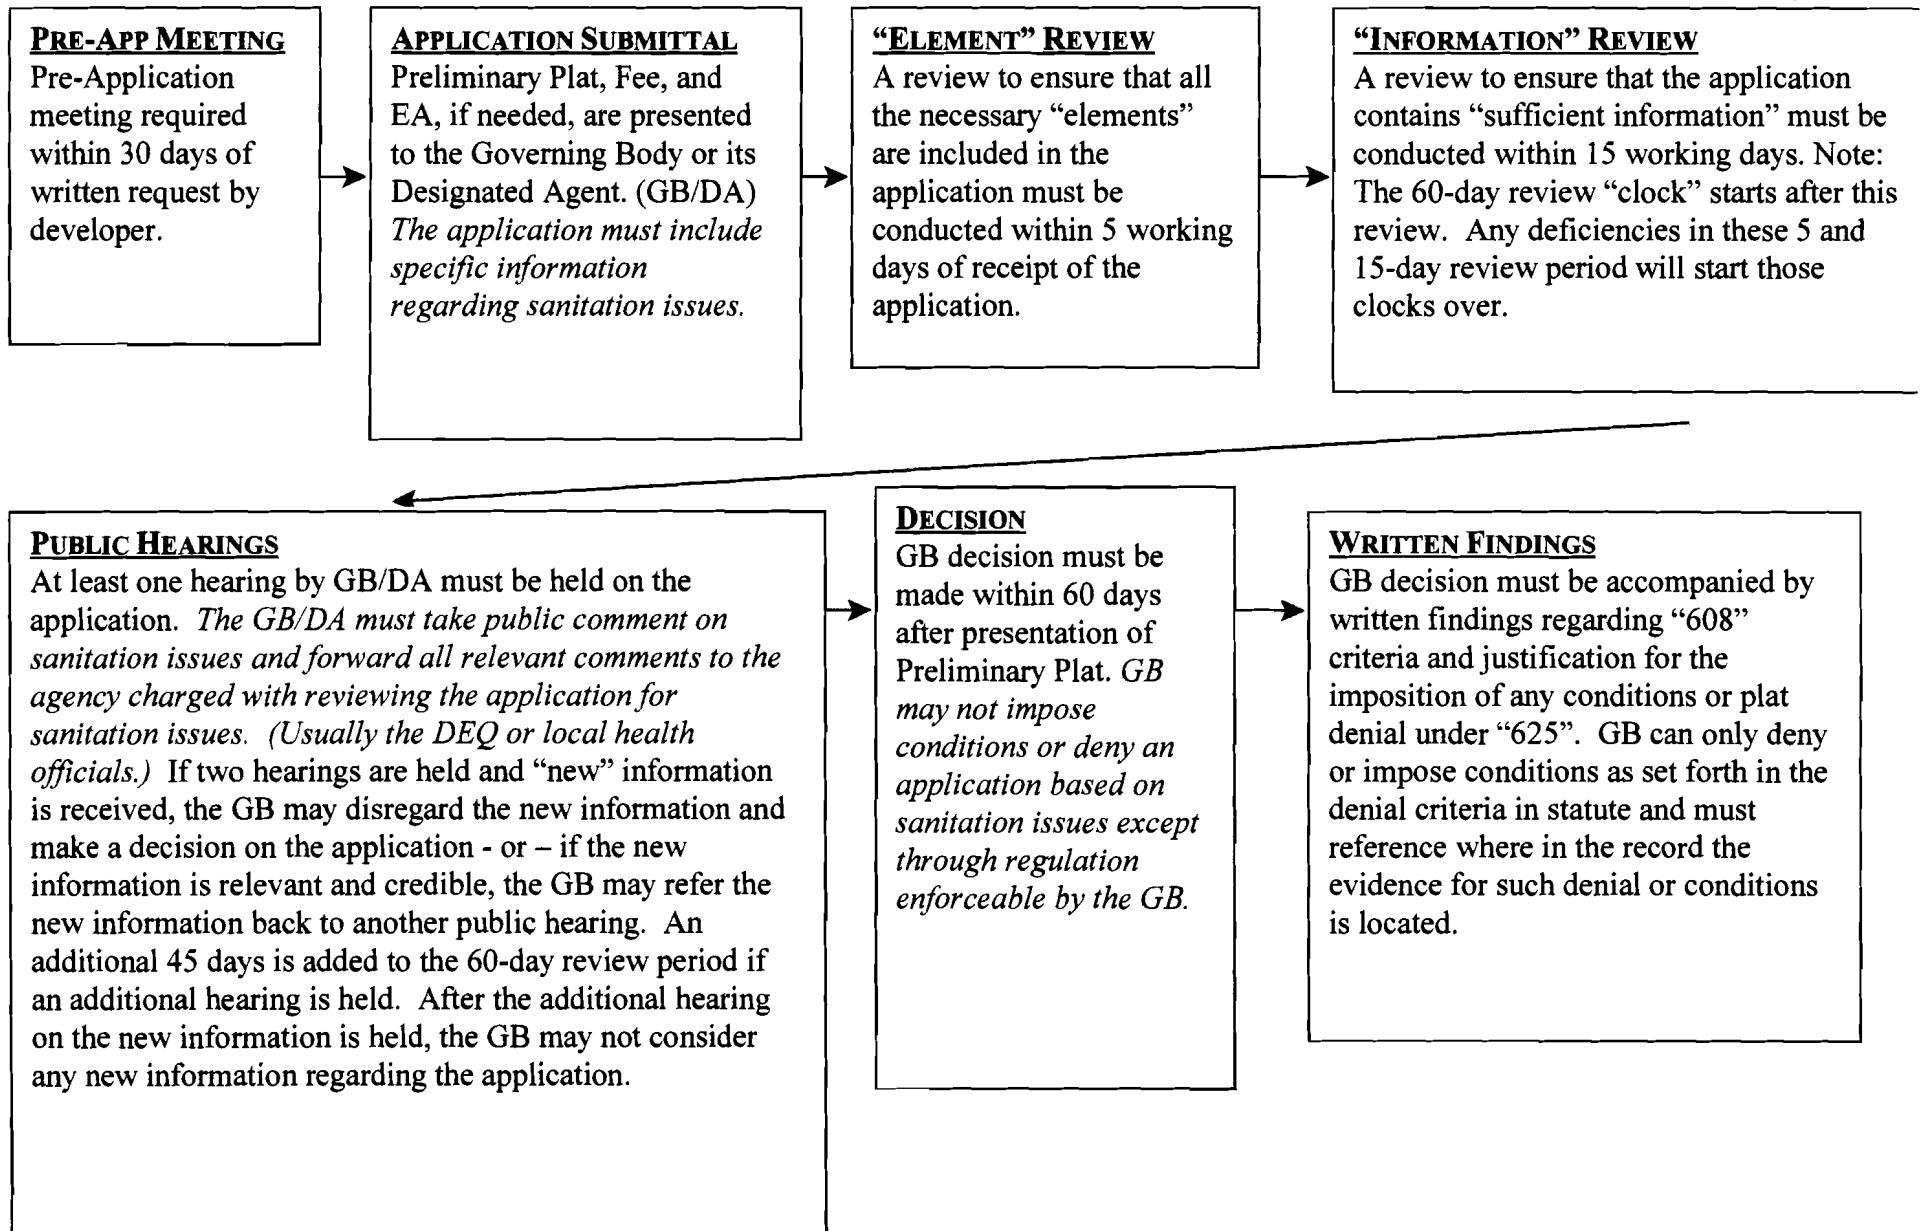 PRE-APP MEETING
Pre-Application
meeting required
within 30 days of
written request by
developer.
APPLICATION SUBMITTAL
Preliminary Plat, Fee, and
EA, if needed, are presented
to the Governing Body or its
Designated Agent. (GB/DA)
The application must include
specific information
regarding sanitation issues.
“ELEMENT” REVIEW
A review to ensure that all
the necessary “elements”
are included in the
application must be
conducted within 5 working
days of receipt of the
application.
“INFORMATION” REVIEW
A review to ensure that the application
contains “sufficient information” must be
conducted within 15 working days. Note:
The 60-day review “clock” starts after this
review. Any deficiencies in these 5 and
15-day review period will start those
clocks over.
PUBLIC HEARINGS
At least one hearing by GB/DA must be held on the
application. The GB/DA must take public comment on
sanitation issues and forward all relevant comments to the
agency charged with reviewing the application for
sanitation issues. (Usually the DEQ or local health
officials.) If two hearings are held and “new” information
is received, the GB may disregard the new information and
make a decision on the application - or – if the new
information is relevant and credible, the GB may refer the
new information back to another public hearing. An
additional 45 days is added to the 60-day review period if
an additional hearing is held. After the additional hearing
on the new information is held, the GB may not consider
any new information regarding the application.
DECISION
GB decision must be
made within 60 days
after presentation of
Preliminary Plat. GB
may not impose
conditions or deny an
application based on
sanitation issues except
through regulation
enforceable by the GB.
WRITTEN FINDINGS
GB decision must be accompanied by
written findings regarding “608”
criteria and justification for the
imposition of any conditions or plat
denial under “625”. GB can only deny
or impose conditions as set forth in the
denial criteria in statute and must
reference where in the record the
evidence for such denial or conditions
is located.